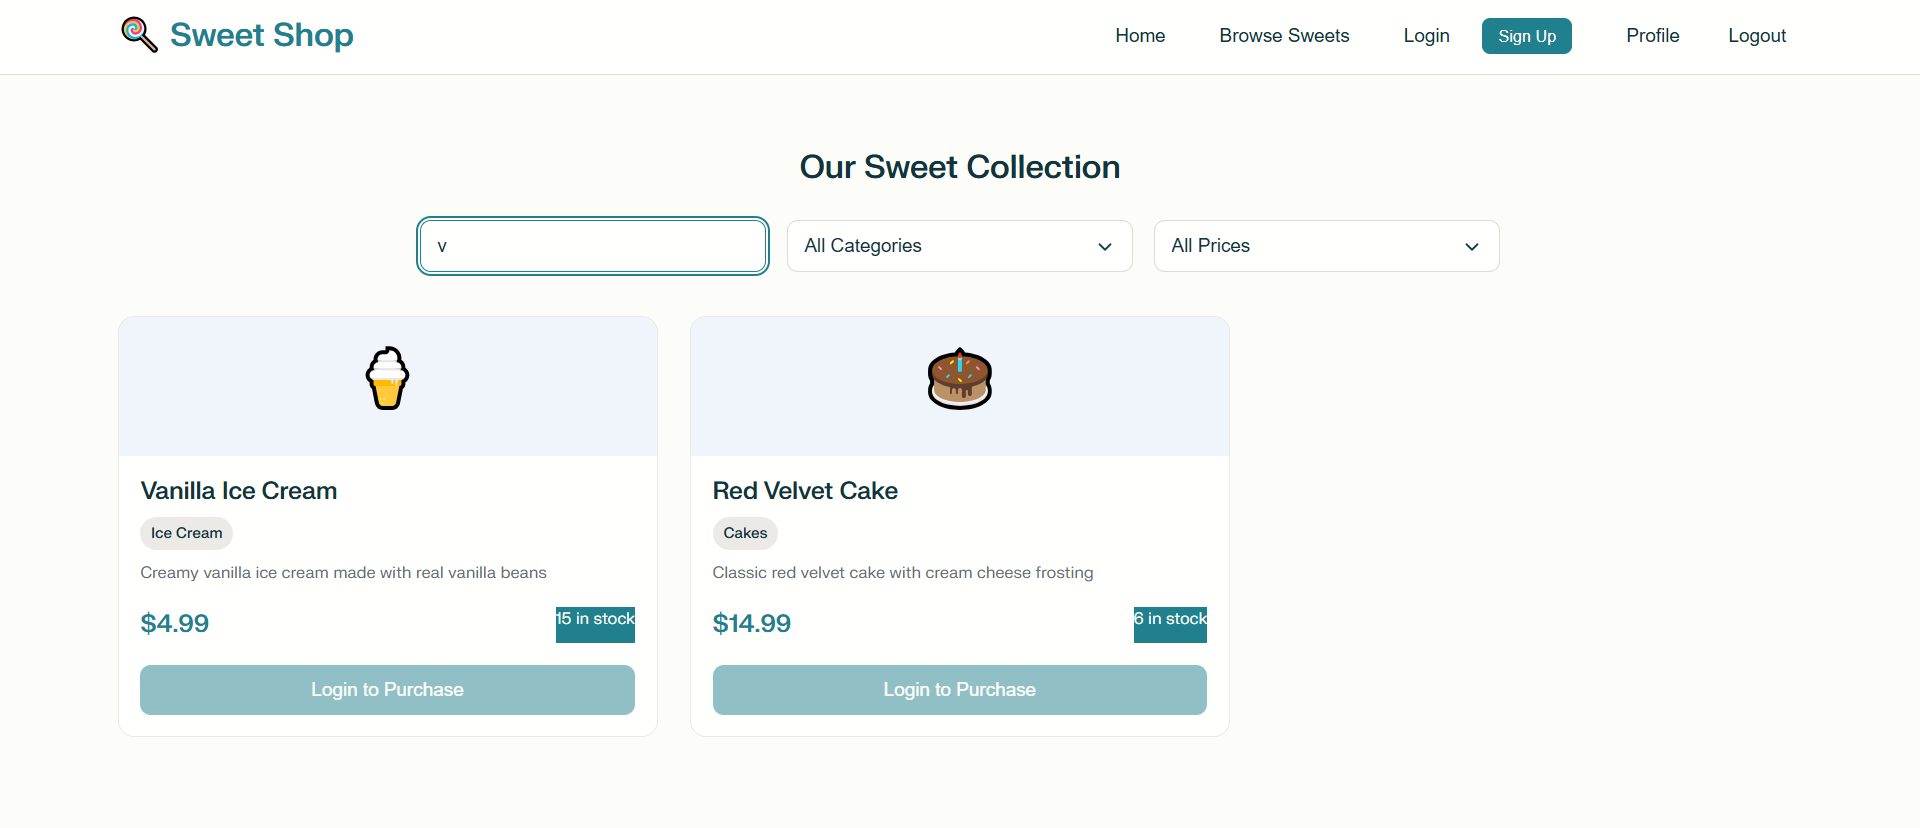 Sweet Shop
Home Browse Sweets Login Sign Up Profile Logout
Our Sweet Collection
v All Categories All Prices
Vanilla Ice Cream
Ice Cream
Creamy vanilla ice cream made with real vanilla beans
$4.99 15 in stock
Login to Purchase
Red Velvet Cake
Cakes
Classic red velvet cake with cream cheese frosting
$14.99 6 in stock
Login to Purchase